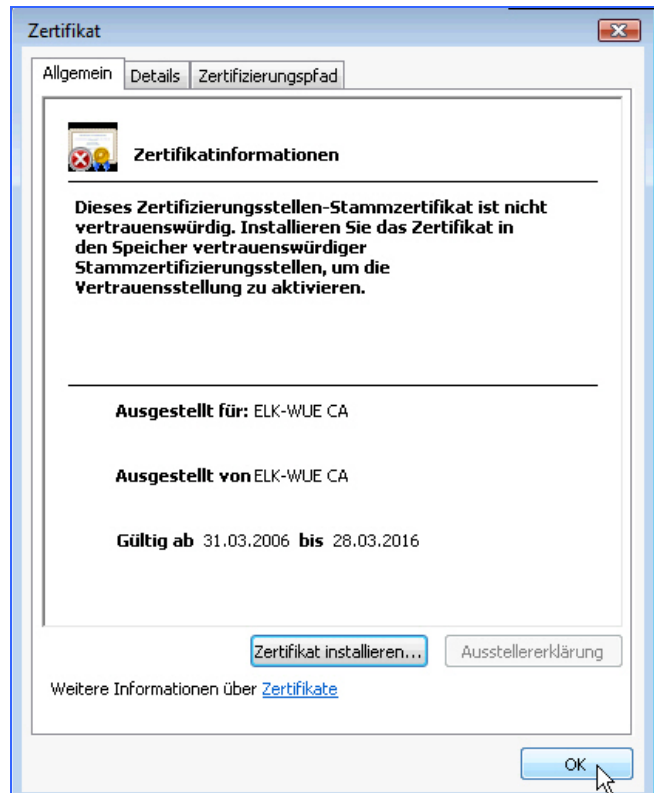 Zertifikat
Allgemein Details Zertifizierungspfad
Zertifikatinformationen
Dieses Zertifizierungsstellen-Stammzertifikat ist nicht
vertrauenswürdig. Installieren Sie das Zertifikat in
den Speicher vertrauenswürdiger
Stammzertifizierungsstellen, um die
Vertrauensstellung zu aktivieren.
Ausgestellt für: ELK-WUE CA
Ausgestellt von ELK-WUE CA
Gültig ab 31.03.2006 bis 28.03.2016
Zertifikat installieren... Ausstellererklärung
Weitere Informationen über Zertifikate
OK